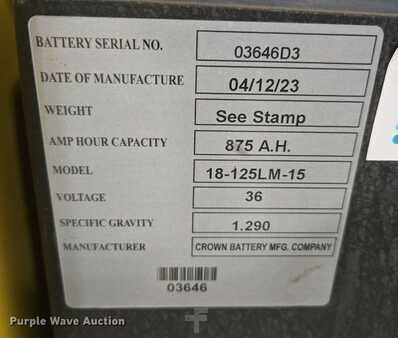 BATTERY SERIAL NO. 03646D3
DATE OF MANUFACTURE 04/12/23
WEIGHT See Stamp
AMP HOUR CAPACITY 875 A.H.
MODEL 18-125LM-15
VOLTAGE 36
SPECIFIC GRAVITY 1.290
MANUFACTURER CROWN BATTERY MFG. COMPANY
03646
Purple Wave Auction